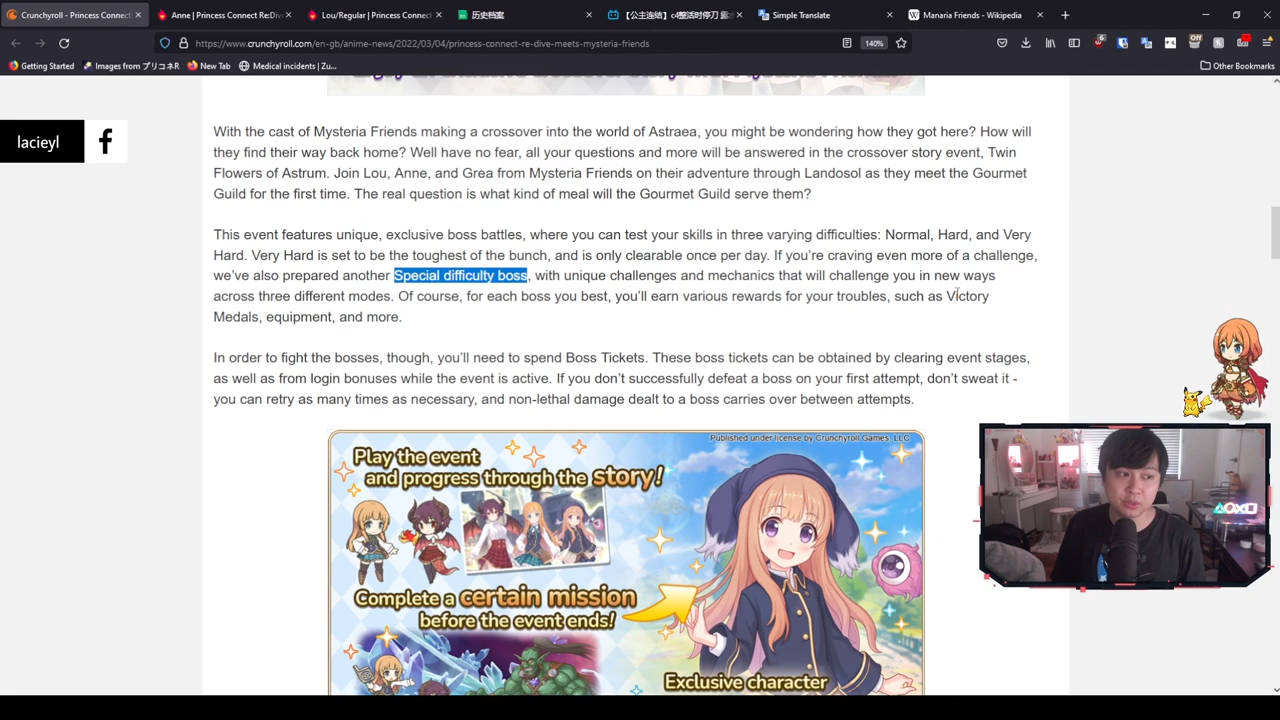 Crunchyroll - Princess Connect
Anne | Princess Connect Re:Dive
Lou/Regular | Princess Connect
历史档案
【公主连结】c4整活时停刀
Simple Translate
Manaria Friends - Wikipedia
https://www.crunchyroll.com/en-gb/anime-news/2022/03/04/princess-connect-re-dive-meets-mysteria-friends
140%
Off
Getting Started
Images from プリコネR
New Tab
Medical incidents | Zu...
Other Bookmarks
lacieyl
With the cast of Mysteria Friends making a crossover into the world of Astraea, you might be wondering how they got here? How will
they find their way back home? Well have no fear, all your questions and more will be answered in the crossover story event, Twin
Flowers of Astrum. Join Lou, Anne, and Grea from Mysteria Friends on their adventure through Landosol as they meet the Gourmet
Guild for the first time. The real question is what kind of meal will the Gourmet Guild serve them?
This event features unique, exclusive boss battles, where you can test your skills in three varying difficulties: Normal, Hard, and Very
Hard. Very Hard is set to be the toughest of the bunch, and is only clearable once per day. If you're craving even more of a challenge,
we've also prepared another Special difficulty boss, with unique challenges and mechanics that will challenge you in new ways
across three different modes. Of course, for each boss you best, you'll earn various rewards for your troubles, such as Victory
Medals, equipment, and more.
In order to fight the bosses, though, you'll need to spend Boss Tickets. These boss tickets can be obtained by clearing event stages,
as well as from login bonuses while the event is active. If you don't successfully defeat a boss on your first attempt, don't sweat it -
you can retry as many times as necessary, and non-lethal damage dealt to a boss carries over between attempts.
Published under license by Crunchyroll Games, LLC
Play the event
and progress through the story!
Complete a certain mission
before the event ends!
Exclusive character